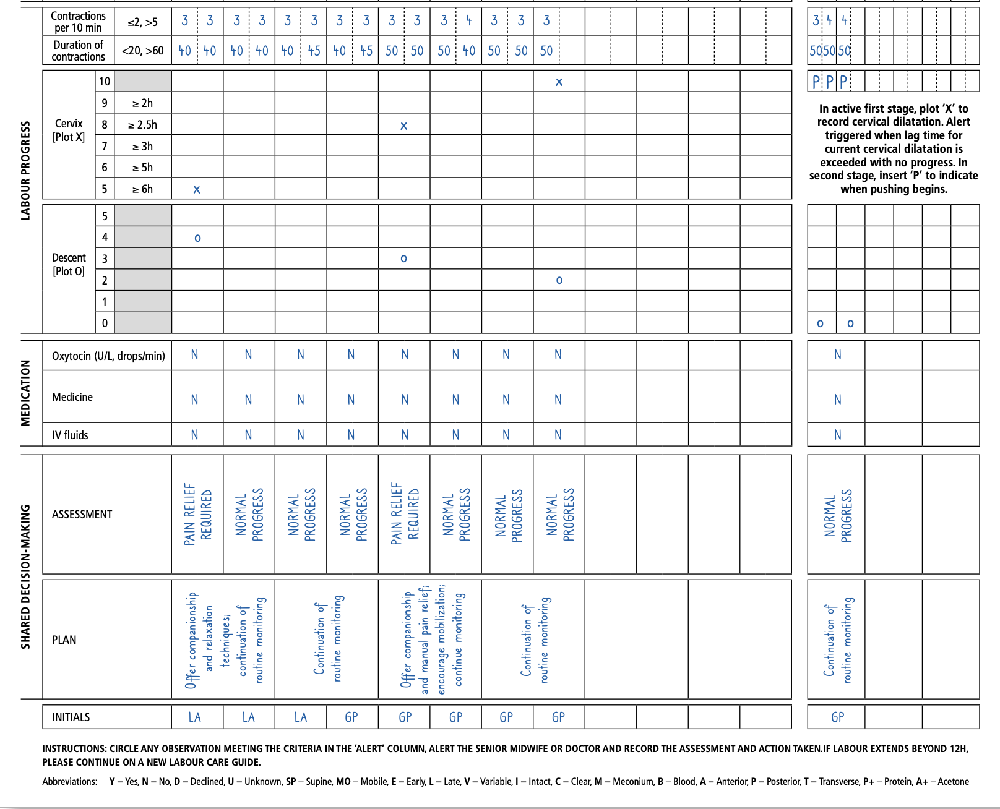 Contractions per 10 min ≤2, >5 3 3 3 3 3 3 3 3 3 3 3 4 3 3 3 3 4 4
Duration of contractions <20, >60 40 40 40 40 40 45 40 45 50 50 50 40 50 50 50 50 50 50
LABOUR PROGRESS
Cervix
[Plot X]
10 x P P P
9 ≥ 2h
8 ≥ 2.5h x
7 ≥ 3h
6 ≥ 5h
5 ≥ 6h x
In active first stage, plot ‘X’ to
record cervical dilatation. Alert
triggered when lag time for
current cervical dilatation is
exceeded with no progress. In
second stage, insert ‘P’ to indicate
when pushing begins.
Descent
[Plot O]
5
4 o
3 o
2 o
1
0 o o
MEDICATION
Oxytocin (U/L, drops/min) N N N N N N N N N
Medicine N N N N N N N N N
IV fluids N N N N N N N N N
SHARED DECISION-MAKING
ASSESSMENT
PAIN RELIEF
REQUIRED
NORMAL
PROGRESS
NORMAL
PROGRESS
NORMAL
PROGRESS
PAIN RELIEF
REQUIRED
NORMAL
PROGRESS
NORMAL
PROGRESS
NORMAL
PROGRESS
NORMAL
PROGRESS
PLAN
Offer companionship
and relaxation
techniques;
continuation of
routine monitoring
Continuation of
routine monitoring
Offer companionship
and manual pain relief;
encourage mobilization;
continue monitoring
Continuation of
routine monitoring
Continuation of
routine monitoring
INITIALS LA LA LA GP GP GP GP GP GP
INSTRUCTIONS: CIRCLE ANY OBSERVATION MEETING THE CRITERIA IN THE ‘ALERT’ COLUMN, ALERT THE SENIOR MIDWIFE OR DOCTOR AND RECORD THE ASSESSMENT AND ACTION TAKEN.IF LABOUR EXTENDS BEYOND 12H,
PLEASE CONTINUE ON A NEW LABOUR CARE GUIDE.
Abbreviations: Y – Yes, N – No, D – Declined, U – Unknown, SP – Supine, MO – Mobile, E – Early, L – Late, V – Variable, I – Intact, C – Clear, M – Meconium, B – Blood, A – Anterior, P – Posterior, T – Transverse, P+ – Protein, A+ – Acetone